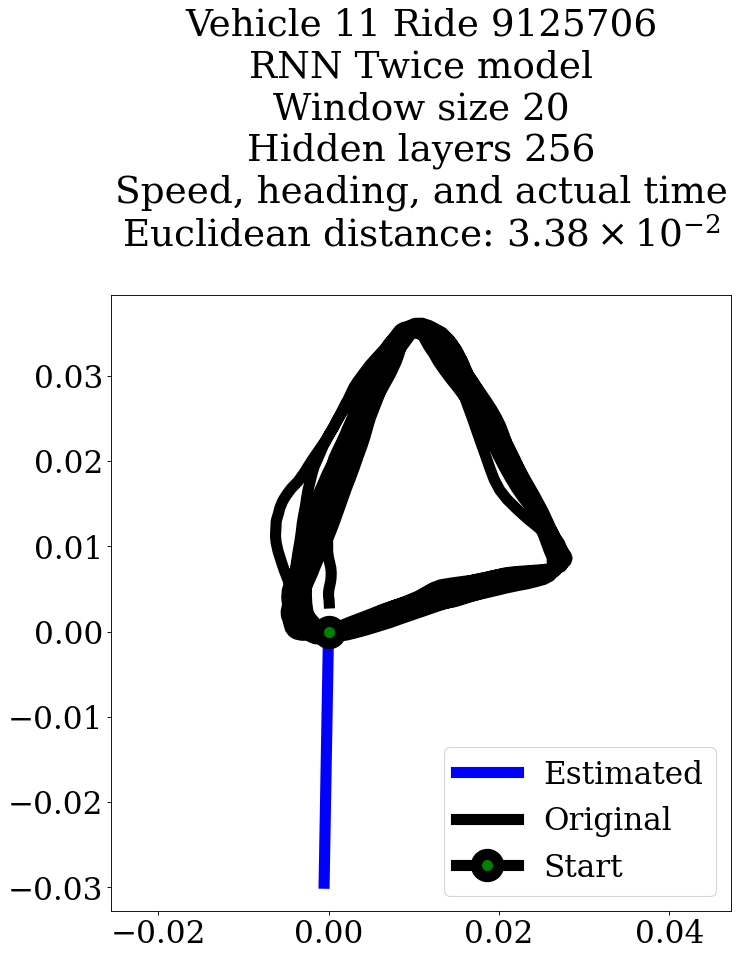 Vehicle 11 Ride 9125706
RNN Twice model
Window size 20
Hidden layers 256
Speed, heading, and actual time
Euclidean distance: 3.38 × 10⁻²
0.03
0.02
0.01
0.00
−0.01
−0.02
−0.03
Estimated
Original
Start
−0.02 0.00 0.02 0.04